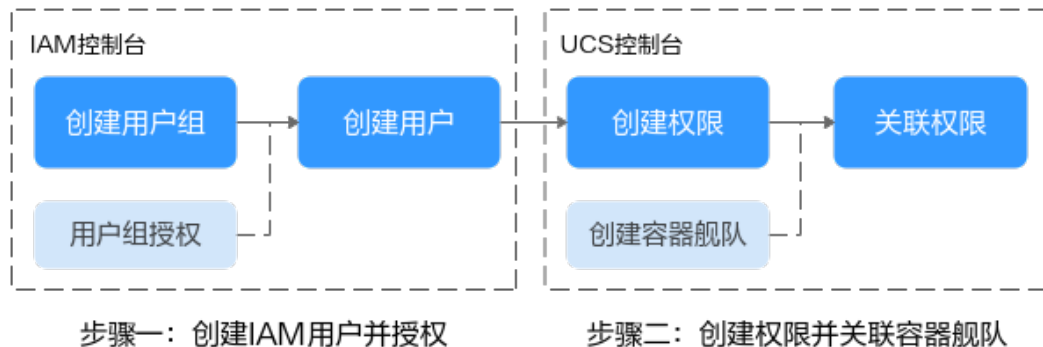 IAM控制台
UCS控制台
创建用户组
创建用户
创建权限
关联权限
用户组授权
创建容器舰队
步骤一：创建IAM用户并授权
步骤二：创建权限并关联容器舰队